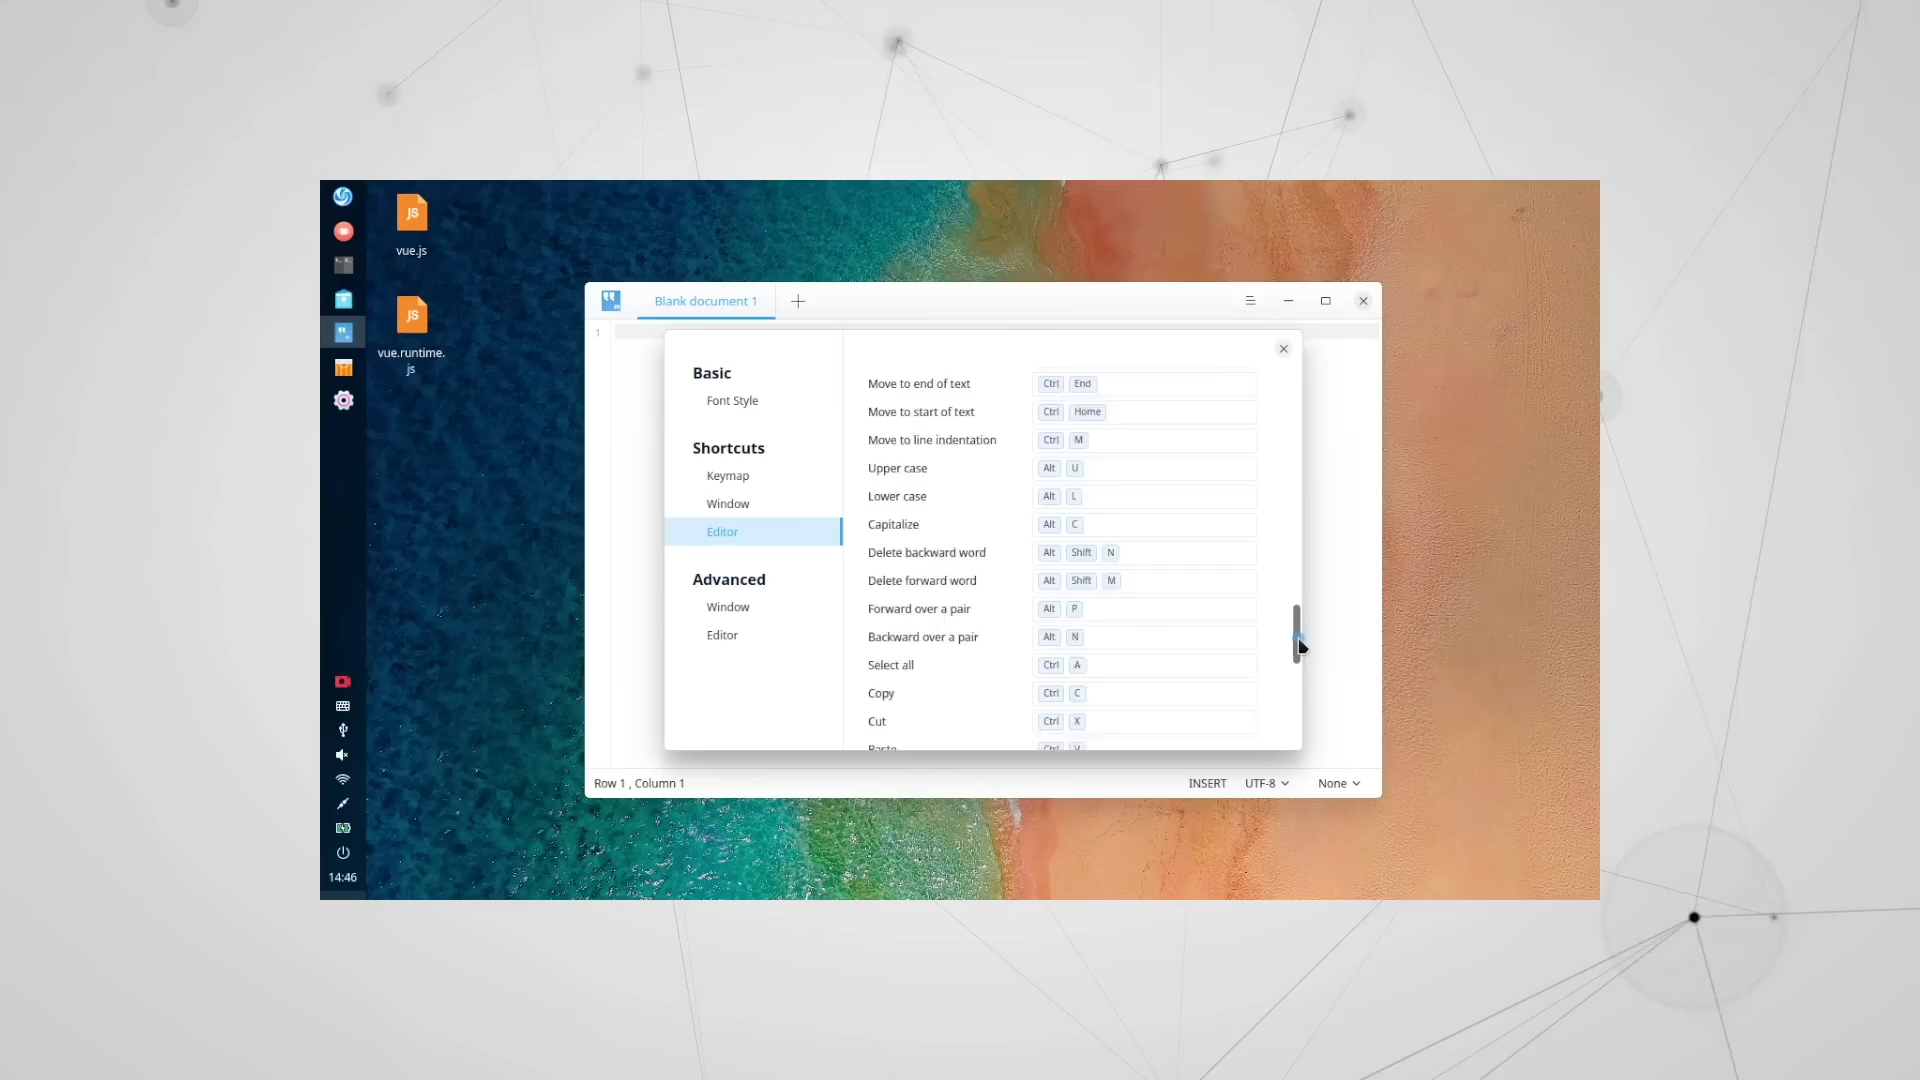 JS
vue.js
JS
vue.runtime.
js
14:46
Blank document 1
1
Basic
Font Style
Shortcuts
Keymap
Window
Editor
Advanced
Window
Editor
Move to end of text Ctrl End
Move to start of text Ctrl Home
Move to line indentation Ctrl M
Upper case Alt U
Lower case Alt L
Capitalize Alt C
Delete backward word Alt Shift N
Delete forward word Alt Shift M
Forward over a pair Alt P
Backward over a pair Alt N
Select all Ctrl A
Copy Ctrl C
Cut Ctrl X
Paste Ctrl V
Row 1 , Column 1
INSERT UTF-8 None